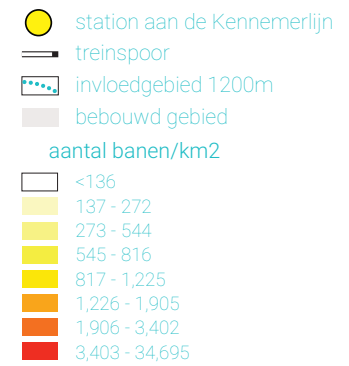 station aan de Kennemerlijn
treinspoor
invloedgebied 1200m
bebouwd gebied
aantal banen/km2
<136
137 - 272
273 - 544
545 - 816
817 - 1,225
1,226 - 1,905
1,906 - 3,402
3,403 - 34,695